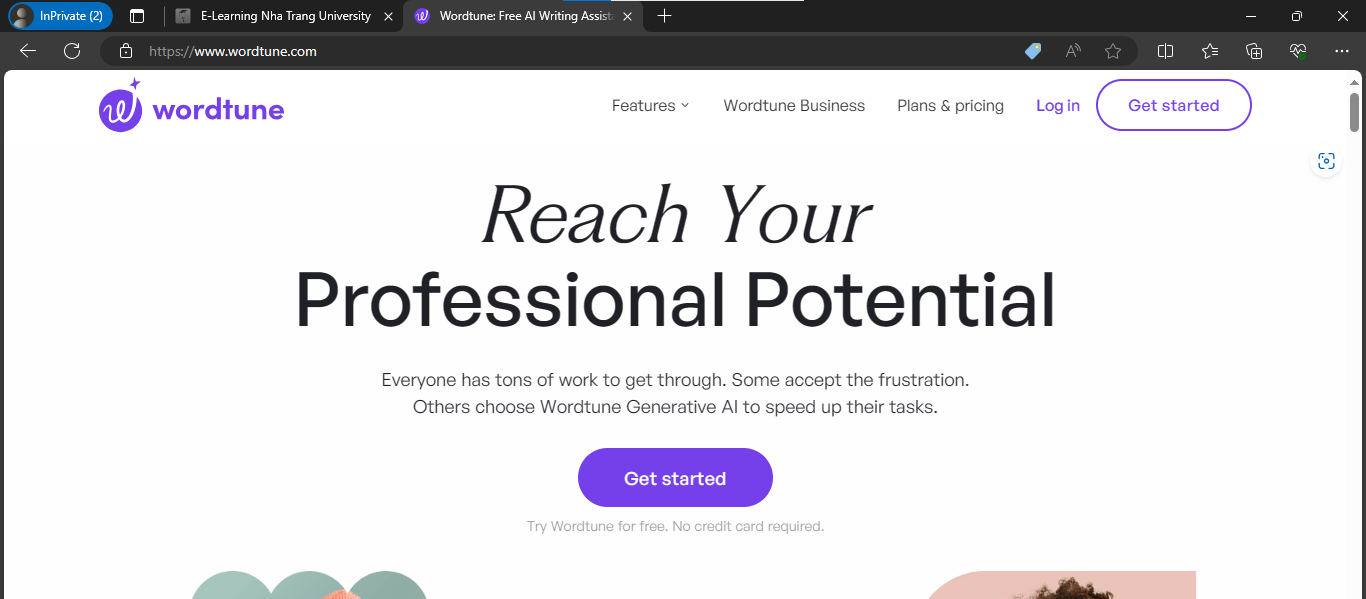 InPrivate (2)
E-Learning Nha Trang University
Wordtune: Free AI Writing Assist
https://www.wordtune.com
wordtune
Features
Wordtune Business
Plans & pricing
Log in
Get started
Reach Your
Professional Potential
Everyone has tons of work to get through. Some accept the frustration.
Others choose Wordtune Generative AI to speed up their tasks.
Get started
Try Wordtune for free. No credit card required.